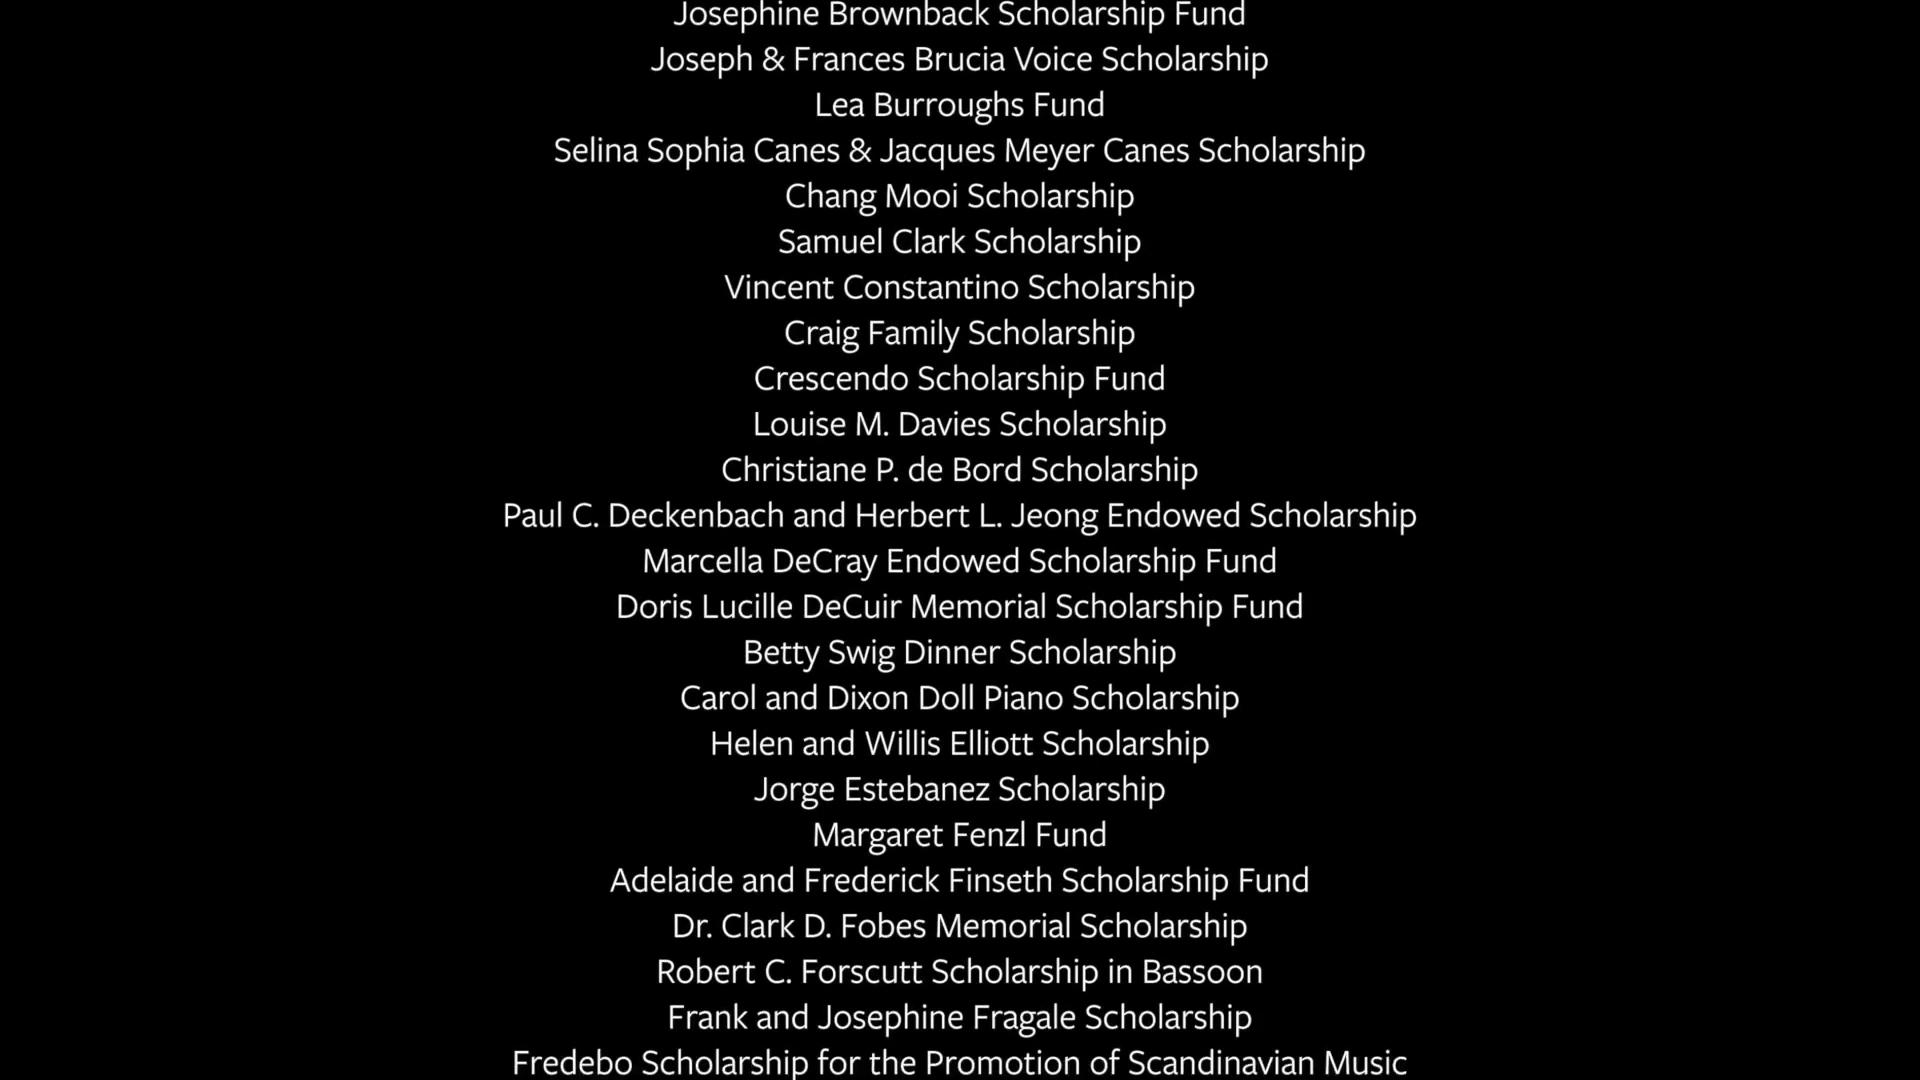 Josephine Brownback Scholarship Fund
Joseph & Frances Brucia Voice Scholarship
Lea Burroughs Fund
Selina Sophia Canes & Jacques Meyer Canes Scholarship
Chang Mooi Scholarship
Samuel Clark Scholarship
Vincent Constantino Scholarship
Craig Family Scholarship
Crescendo Scholarship Fund
Louise M. Davies Scholarship
Christiane P. de Bord Scholarship
Paul C. Deckenbach and Herbert L. Jeong Endowed Scholarship
Marcella DeCray Endowed Scholarship Fund
Doris Lucille DeCuir Memorial Scholarship Fund
Betty Swig Dinner Scholarship
Carol and Dixon Doll Piano Scholarship
Helen and Willis Elliott Scholarship
Jorge Estebanez Scholarship
Margaret Fenzl Fund
Adelaide and Frederick Finseth Scholarship Fund
Dr. Clark D. Fobes Memorial Scholarship
Robert C. Forscutt Scholarship in Bassoon
Frank and Josephine Fragale Scholarship
Fredebo Scholarship for the Promotion of Scandinavian Music